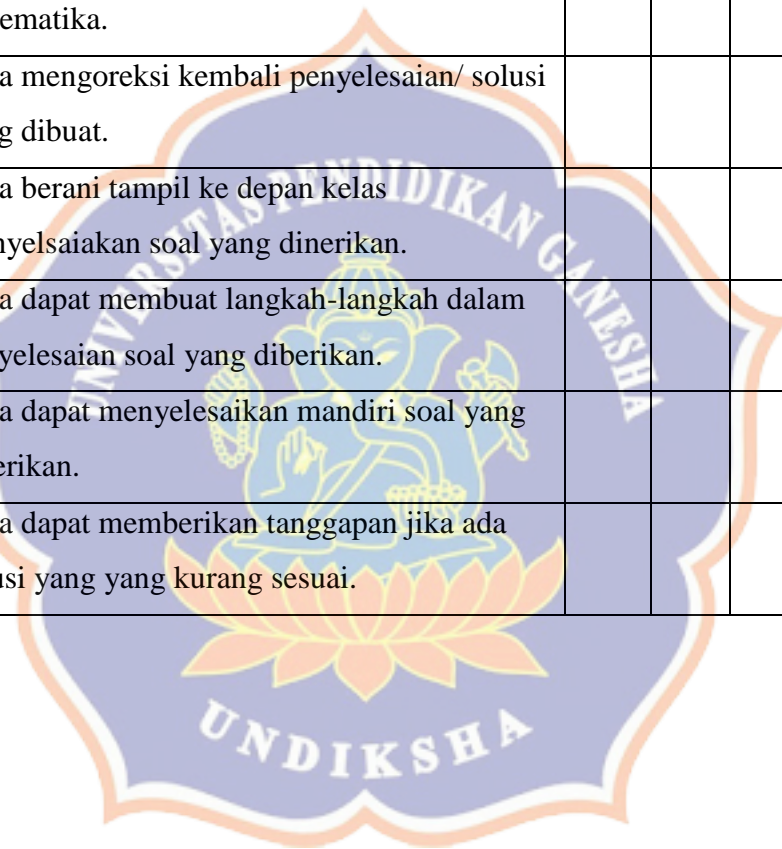 ematika.
a mengoreksi kembali penyelesaian/ solusi
g dibuat.
a berani tampil ke depan kelas
nyelsaiakan soal yang dinerikan.
a dapat membuat langkah-langkah dalam
yelesaian soal yang diberikan.
a dapat menyelesaikan mandiri soal yang
erikan.
a dapat memberikan tanggapan jika ada
usi yang yang kurang sesuai.
UNIVERSITAS PENDIDIKAN GANESHA
UNDIKSHA